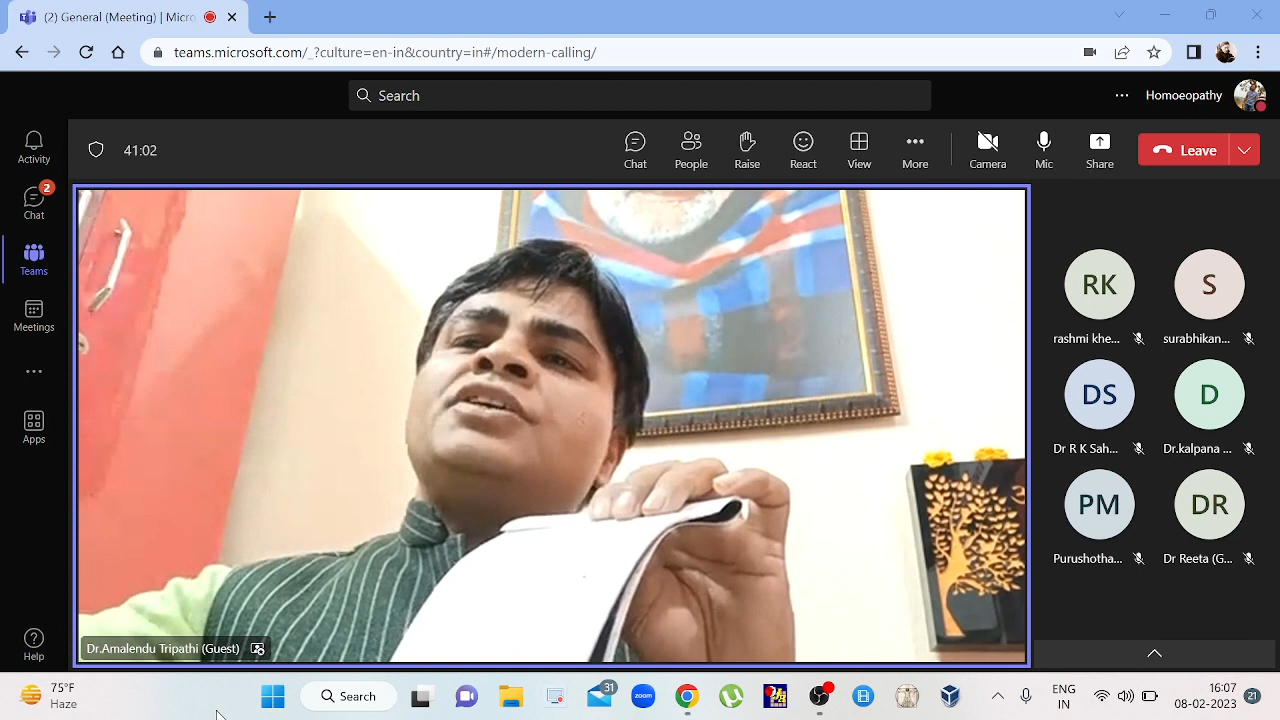 (2) General (Meeting) | Micro
teams.microsoft.com/_?culture=en-in&country=in#/modern-calling/
Search
Homoeopathy
Activity
41:02
Chat
People
Raise
React
View
More
Camera
Mic
Share
Leave
2
Chat
Teams
Meetings
Apps
Help
RK
S
rashmi khe...
surabhikan...
DS
D
Dr R K Sah...
Dr.kalpana ...
PM
DR
Purushotha...
Dr Reeta (G...
Dr.Amalendu Tripathi (Guest)
75°F
Haze
Search
31
zoom
ENG
IN
16:07
08-02-2023
21